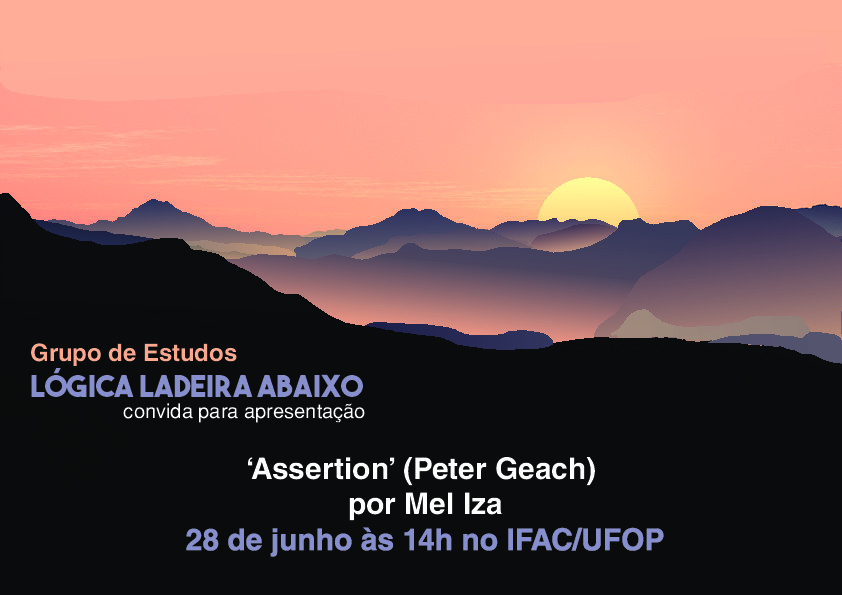 Grupo de Estudos
LÓGICA LADEIRA ABAIXO
convida para apresentação
‘Assertion’ (Peter Geach)
por Mel Iza
28 de junho às 14h no IFAC/UFOP